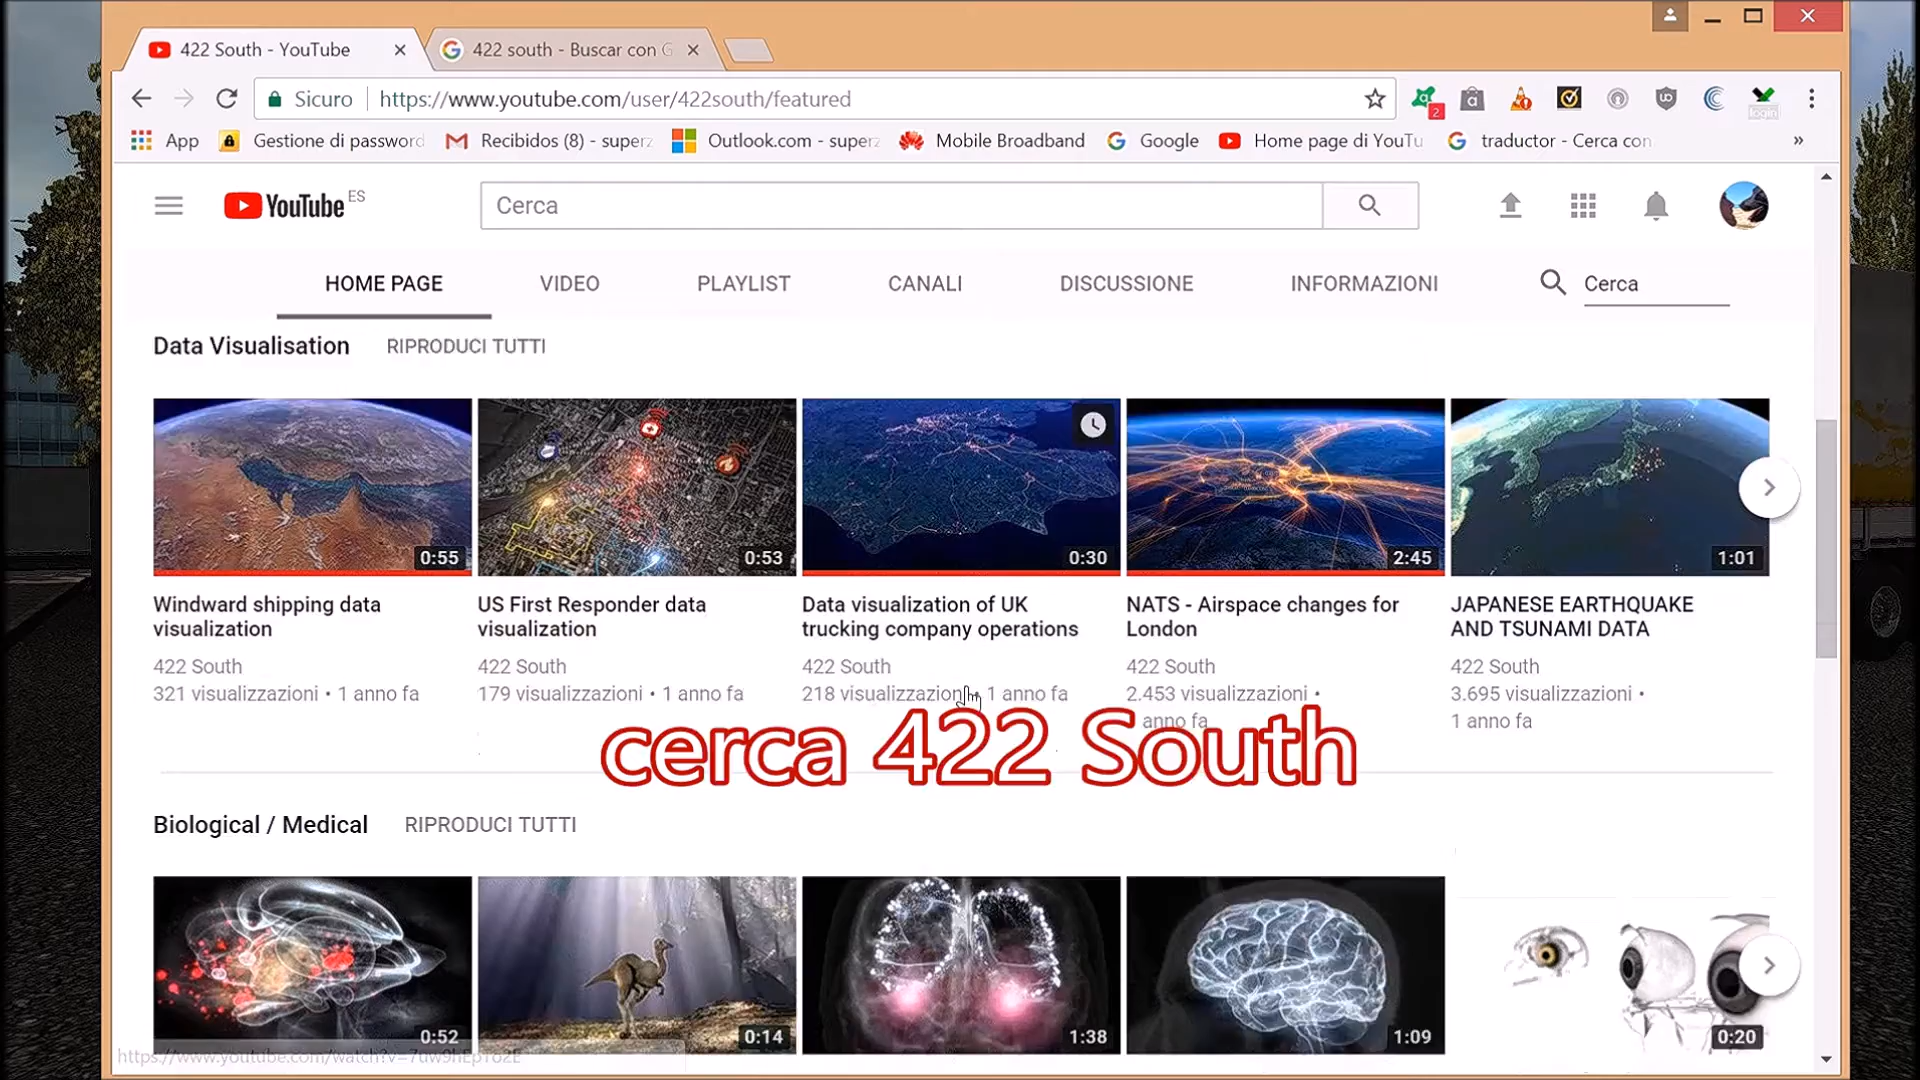 422 South - YouTube
422 south - Buscar con G
Sicuro
https://www.youtube.com/user/422south/featured
2
login
App
Gestione di password
Recibidos (8) - superz
Outlook.com - superz
Mobile Broadband
Google
Home page di YouTu
traductor - Cerca con
»
YouTube ES
Cerca
HOME PAGE
VIDEO
PLAYLIST
CANALI
DISCUSSIONE
INFORMAZIONI
Cerca
Data Visualisation
RIPRODUCI TUTTI
0:55
0:53
0:30
2:45
1:01
Windward shipping data
visualization
422 South
321 visualizzazioni • 1 anno fa
US First Responder data
visualization
422 South
179 visualizzazioni • 1 anno fa
Data visualization of UK
trucking company operations
422 South
218 visualizzazioni • 1 anno fa
NATS - Airspace changes for
London
422 South
2.453 visualizzazioni •
anno fa
JAPANESE EARTHQUAKE
AND TSUNAMI DATA
422 South
3.695 visualizzazioni •
1 anno fa
cerca 422 South
Biological / Medical
RIPRODUCI TUTTI
0:52
0:14
1:38
1:09
0:20